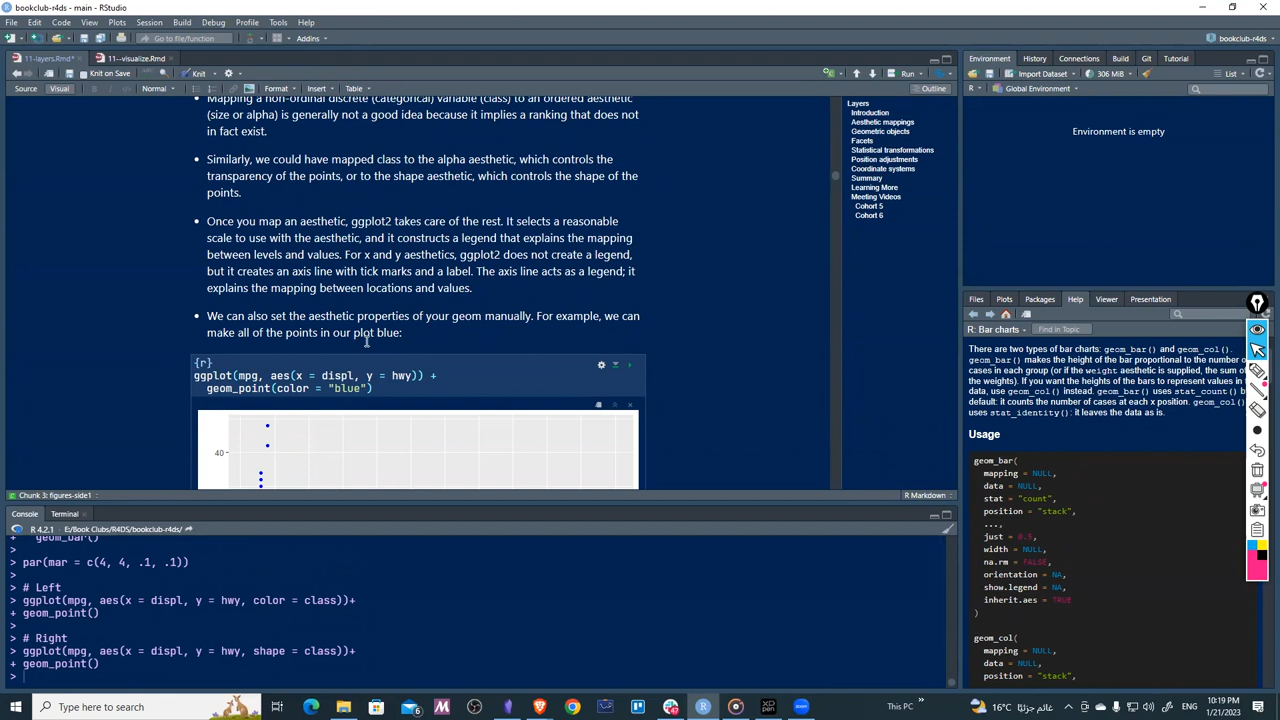 bookclub-r4ds - main - RStudio
File Edit Code View Plots Session Build Debug Profile Tools Help
Go to file/function Addins bookclub-r4ds
11-layers.Rmd* 11--visualize.Rmd
Knit on Save Knit Run
Source Visual B I Normal Format Insert Table Outline
Mapping a non-ordinal discrete (categorical) variable (class) to an ordered aesthetic
(size or alpha) is generally not a good idea because it implies a ranking that does not
in fact exist.
• Similarly, we could have mapped class to the alpha aesthetic, which controls the
transparency of the points, or to the shape aesthetic, which controls the shape of the
points.
• Once you map an aesthetic, ggplot2 takes care of the rest. It selects a reasonable
scale to use with the aesthetic, and it constructs a legend that explains the mapping
between levels and values. For x and y aesthetics, ggplot2 does not create a legend,
but it creates an axis line with tick marks and a label. The axis line acts as a legend; it
explains the mapping between locations and values.
• We can also set the aesthetic properties of your geom manually. For example, we can
make all of the points in our plot blue:
{r}
ggplot(mpg, aes(x = displ, y = hwy)) +
geom_point(color = "blue")
40
Chunk 3: figures-side1 R Markdown
Layers
Introduction
Aesthetic mappings
Geometric objects
Facets
Statistical transformations
Position adjustments
Coordinate systems
Summary
Learning More
Meeting Videos
Cohort 5
Cohort 6
Console Terminal
R 4.2.1 · E:/Book Clubs/R4DS/bookclub-r4ds/
+ geom_bar()
>
> par(mar = c(4, 4, .1, .1))
>
> # Left
> ggplot(mpg, aes(x = displ, y = hwy, color = class))+
+ geom_point()
>
> # Right
> ggplot(mpg, aes(x = displ, y = hwy, shape = class))+
+ geom_point()
>
Environment History Connections Build Git Tutorial
Import Dataset 306 MiB List
R Global Environment
Environment is empty
Files Plots Packages Help Viewer Presentation
R: Bar charts Find in Topic
There are two types of bar charts: geom_bar() and geom_col().
geom_bar() makes the height of the bar proportional to the number
cases in each group (or if the weight aesthetic is supplied, the sum of
the weights). If you want the heights of the bars to represent values in
data, use geom_col() instead. geom_bar() uses stat_count() b
default: it counts the number of cases at each x position. geom_col()
uses stat_identity(): it leaves the data as is.
Usage
geom_bar(
mapping = NULL,
data = NULL,
stat = "count",
position = "stack",
...,
just = 0.5,
width = NULL,
na.rm = FALSE,
orientation = NA,
show.legend = NA,
inherit.aes = TRUE
)
geom_col(
mapping = NULL,
data = NULL,
position = "stack",
Type here to search
This PC
16°C غائم جزئيًا
10:19 PM
1/21/2023